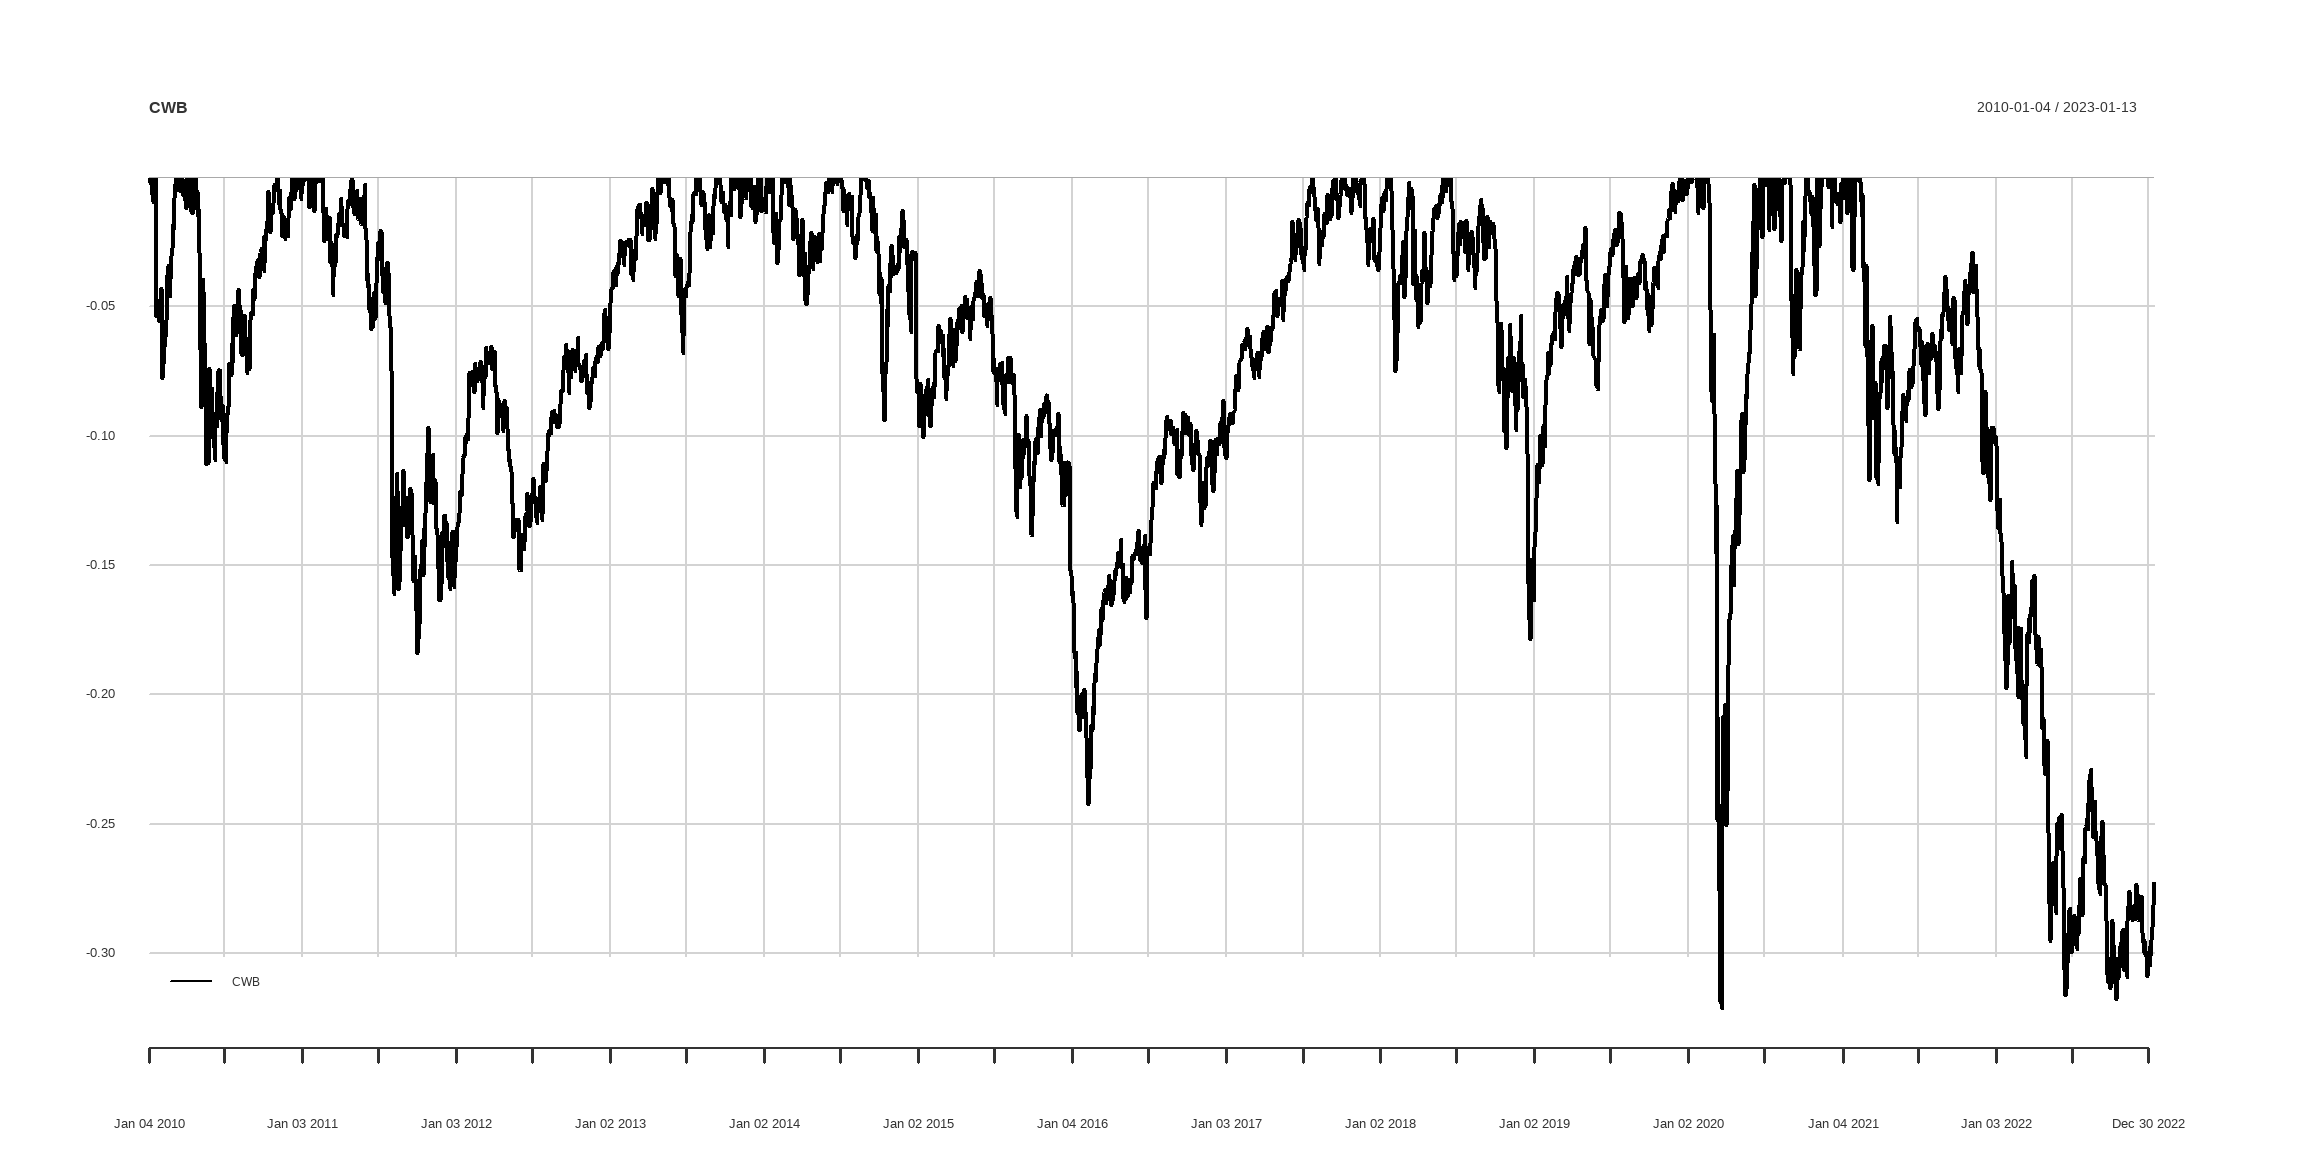 CWB
2010-01-04 / 2023-01-13
-0.05
-0.10
-0.15
-0.20
-0.25
-0.30
CWB
Jan 04 2010
Jan 03 2011
Jan 03 2012
Jan 02 2013
Jan 02 2014
Jan 02 2015
Jan 04 2016
Jan 03 2017
Jan 02 2018
Jan 02 2019
Jan 02 2020
Jan 04 2021
Jan 03 2022
Dec 30 2022